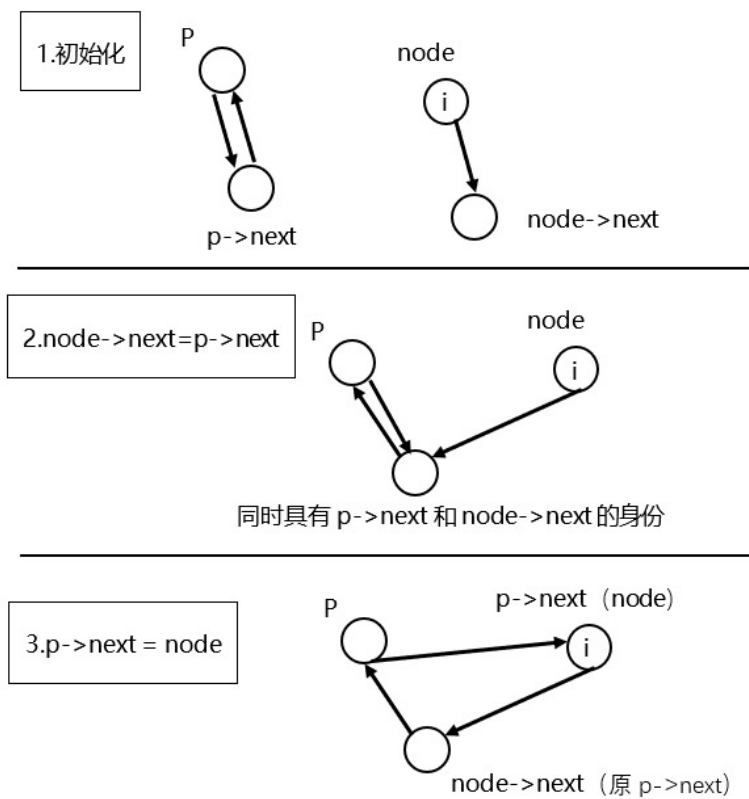 1.初始化
P
node
i
p->next
node->next
2.node->next=p->next
P
node
i
同时具有 p->next 和 node->next 的身份
3.p->next = node
P
p->next（node）
i
node->next（原 p->next）